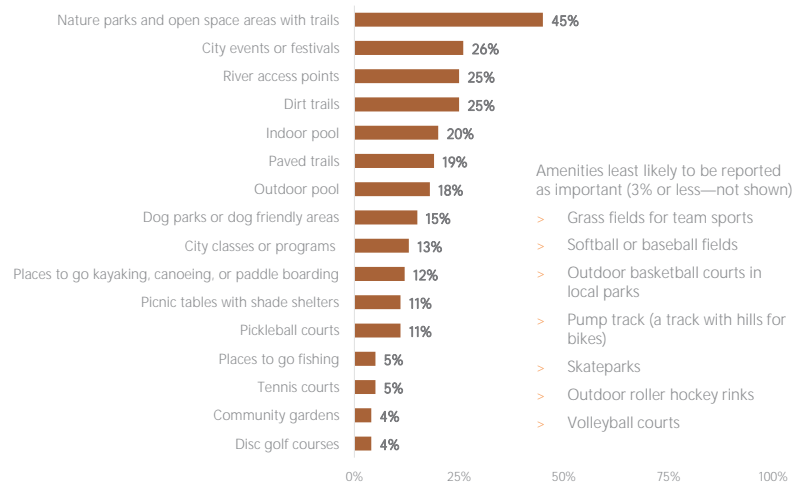 Nature parks and open space areas with trails 45%
City events or festivals 26%
River access points 25%
Dirt trails 25%
Indoor pool 20%
Paved trails 19%
Outdoor pool 18%
Dog parks or dog friendly areas 15%
City classes or programs 13%
Places to go kayaking, canoeing, or paddle boarding 12%
Picnic tables with shade shelters 11%
Pickleball courts 11%
Places to go fishing 5%
Tennis courts 5%
Community gardens 4%
Disc golf courses 4%
0% 25% 50% 75% 100%
Amenities least likely to be reported
as important (3% or less—not shown)
> Grass fields for team sports
> Softball or baseball fields
> Outdoor basketball courts in
local parks
> Pump track (a track with hills for
bikes)
> Skateparks
> Outdoor roller hockey rinks
> Volleyball courts